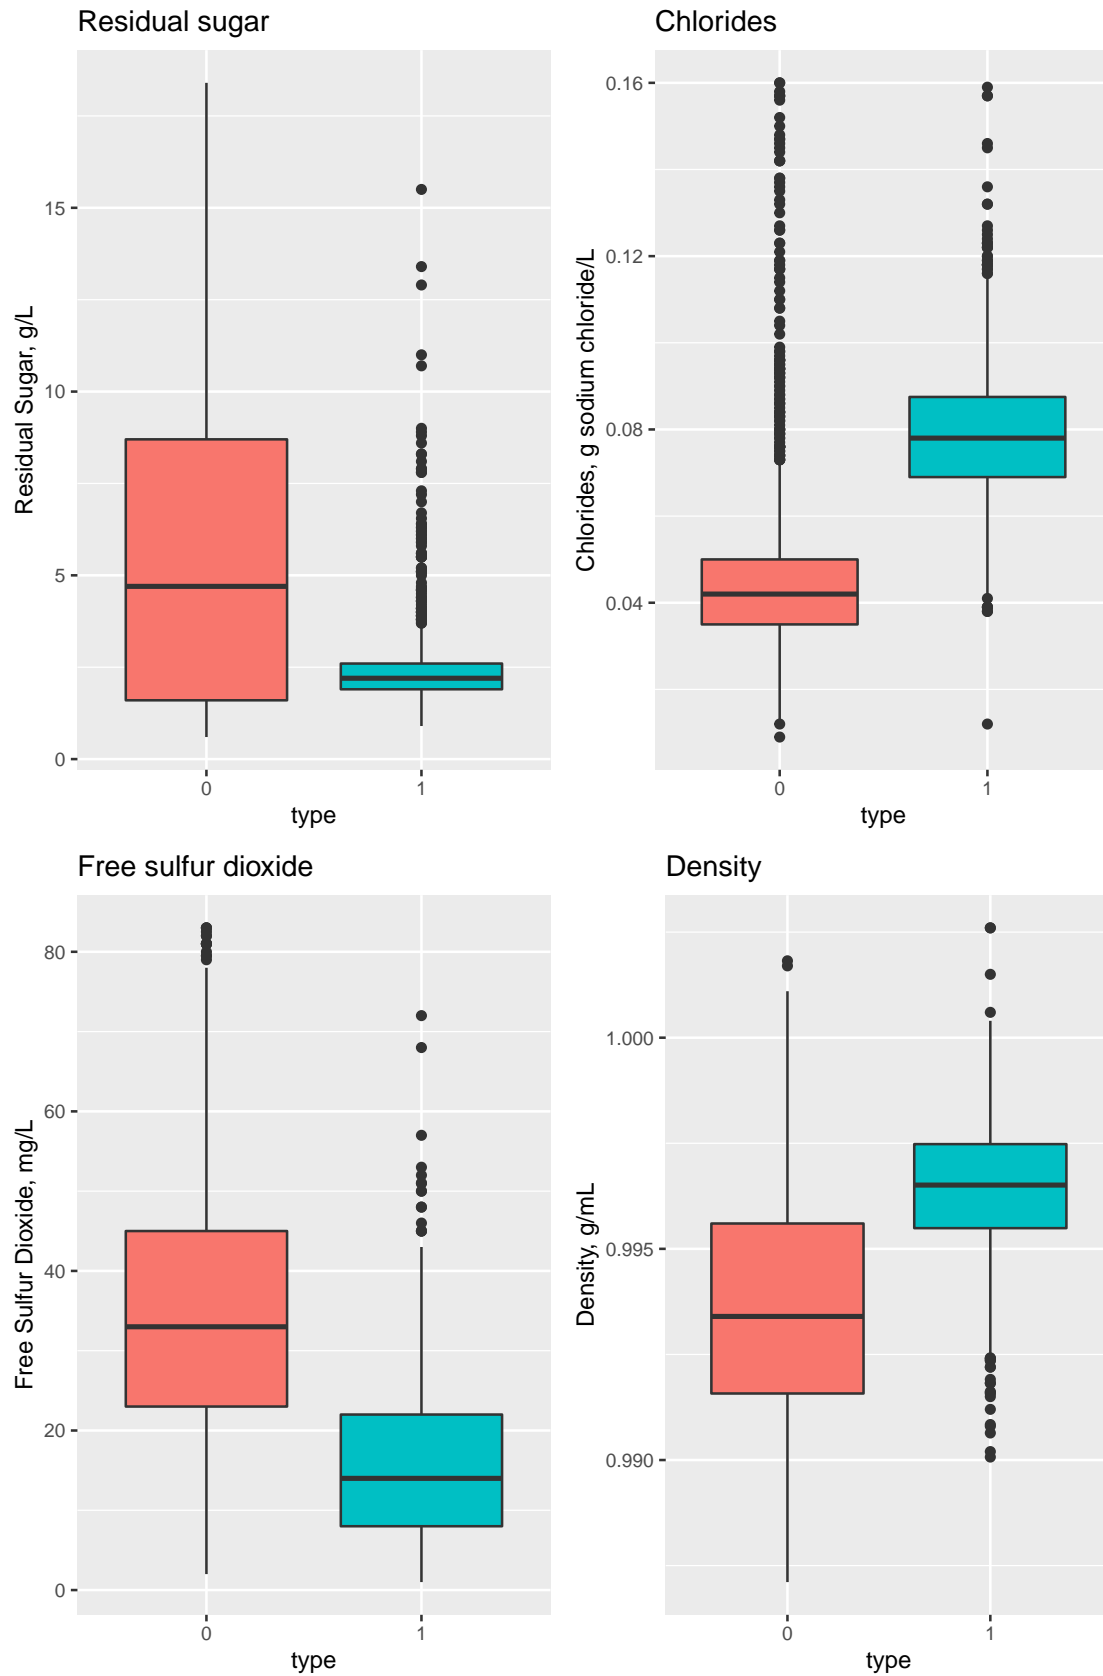 Residual sugar
Residual Sugar, g/L
15
10
5
0
0 1
type
Chlorides
Chlorides, g sodium chloride/L
0.16
0.12
0.08
0.04
0 1
type
Free sulfur dioxide
Free Sulfur Dioxide, mg/L
80
60
40
20
0
0 1
type
Density
Density, g/mL
1.000
0.995
0.990
0 1
type